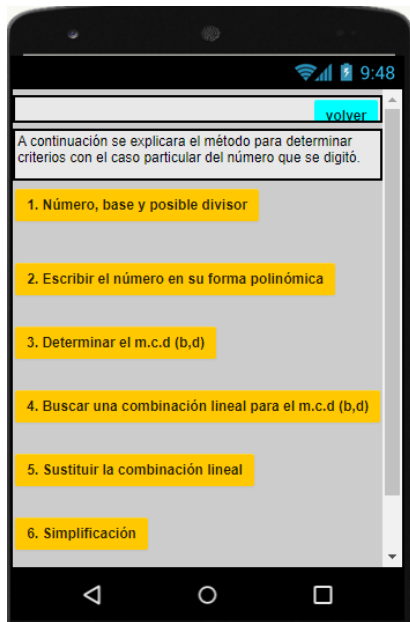 9:48
volver
A continuación se explicara el método para determinar
criterios con el caso particular del número que se digitó.
1. Número, base y posible divisor
2. Escribir el número en su forma polinómica
3. Determinar el m.c.d (b,d)
4. Buscar una combinación lineal para el m.c.d (b,d)
5. Sustituir la combinación lineal
6. Simplificación